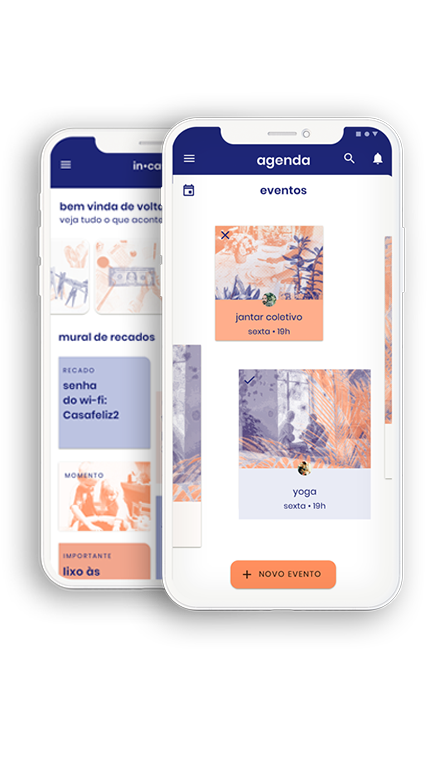 in•ca
bem vinda de volta
veja tudo o que aconte
mural de recados
RECADO
senha
do wi-fi:
Casafeliz2
MOMENTO
IMPORTANTE
lixo às
agenda
eventos
jantar coletivo
sexta • 19h
yoga
sexta • 19h
+ NOVO EVENTO